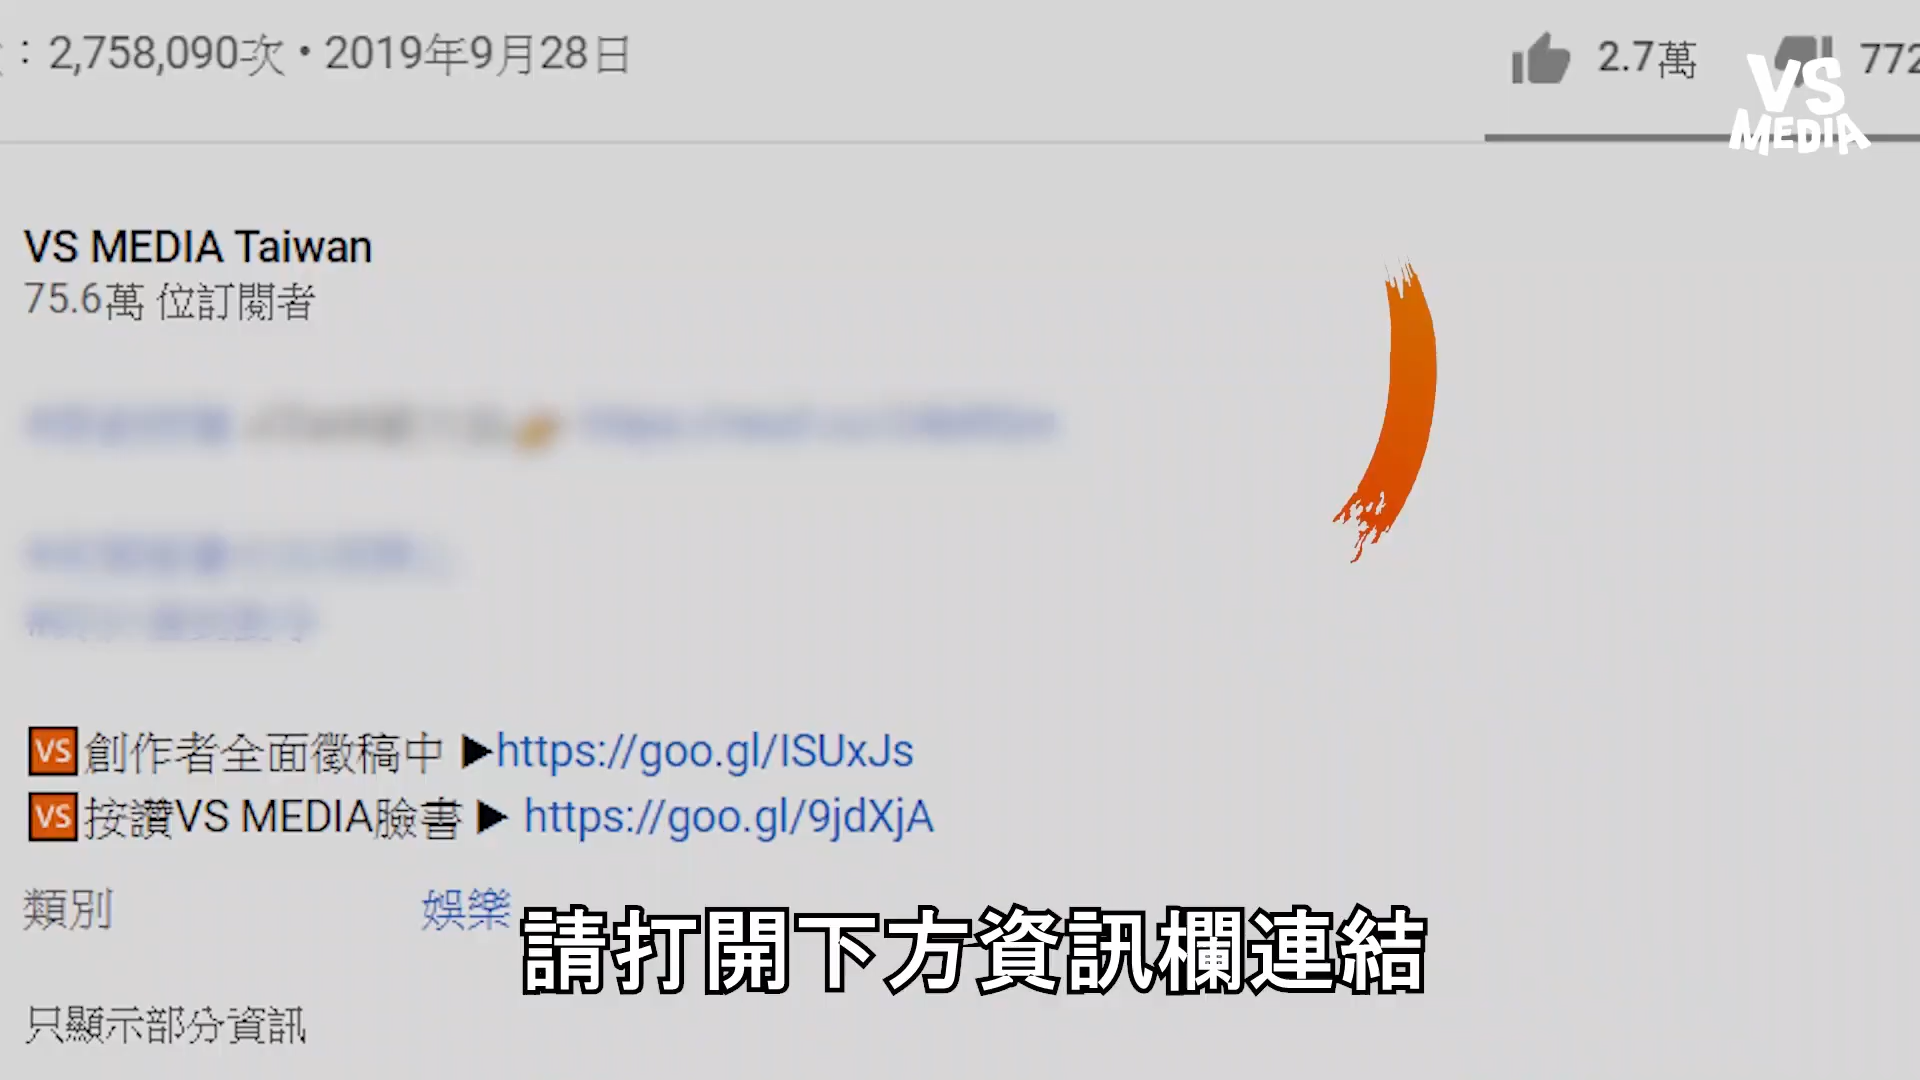 ：2,758,090次 • 2019年9月28日
2.7萬
772
VS MEDIA
VS MEDIA Taiwan
75.6萬 位訂閱者
VS創作者全面徵稿中 ▶https://goo.gl/ISUxJs
VS按讚VS MEDIA臉書 ▶ https://goo.gl/9jdXjA
類別 娛樂
請打開下方資訊欄連結
只顯示部分資訊